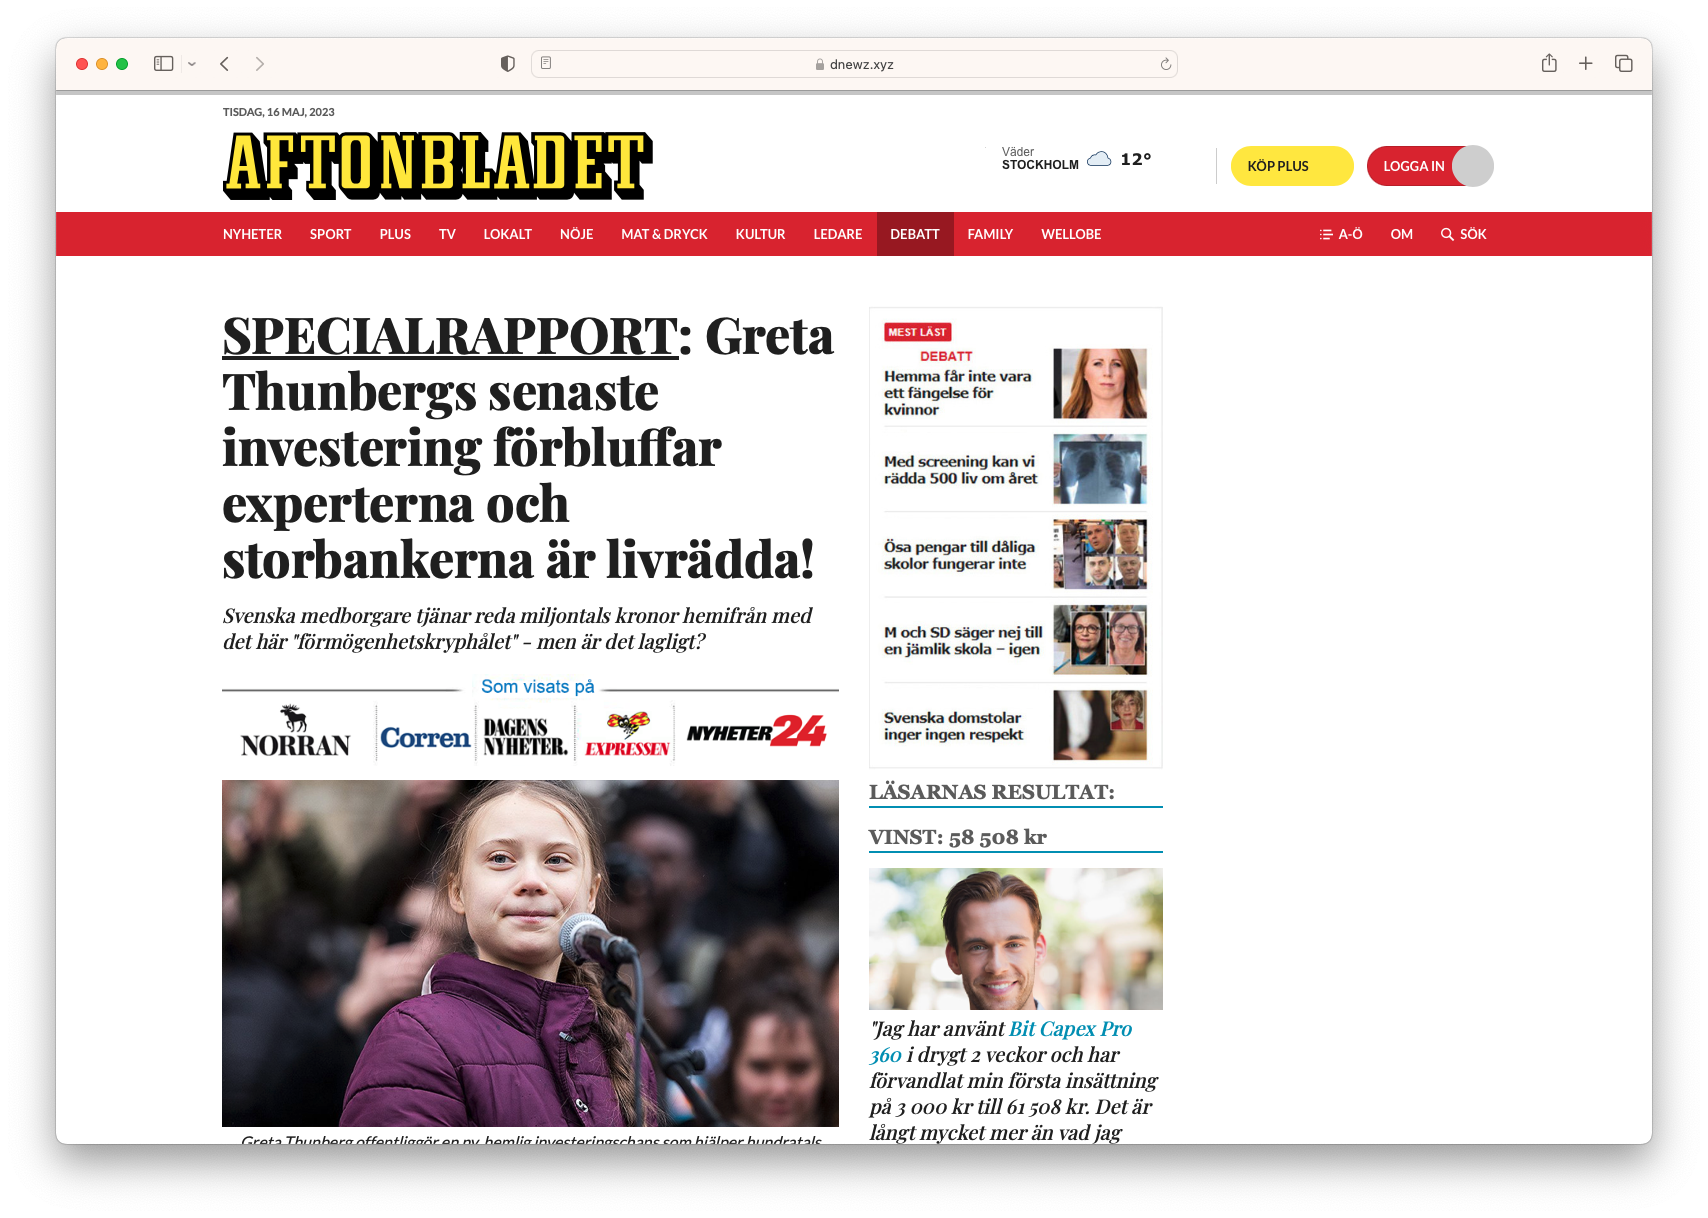 dnewz.xyz
TISDAG, 16 MAJ, 2023
AFTONBLADET
Väder
STOCKHOLM
12°
KÖP PLUS
LOGGA IN
NYHETER SPORT PLUS TV LOKALT NÖJE MAT & DRYCK KULTUR LEDARE DEBATT FAMILY WELLOBE A-Ö OM SÖK
SPECIALRAPPORT: Greta
Thunbergs senaste
investering förbluffar
experterna och
storbankerna är livrädda!
Svenska medborgare tjänar reda miljontals kronor hemifrån med
det här "förmögenhetskryphålet" - men är det lagligt?
Som visats på
NORRAN
Corren
DAGENS
NYHETER.
EXPRESSEN
NYHETER24
Greta Thunberg offentliggör en ny, hemlig investeringschans som hjälper hundratals
MEST LÄST
DEBATT
Hemma får inte vara
ett fängelse för
kvinnor
Med screening kan vi
rädda 500 liv om året
Ösa pengar till dåliga
skolor fungerar inte
M och SD säger nej till
en jämlik skola – igen
Svenska domstolar
inger ingen respekt
LÄSARNAS RESULTAT:
VINST: 58 508 kr
"Jag har använt Bit Capex Pro
360 i drygt 2 veckor och har
förvandlat min första insättning
på 3 000 kr till 61 508 kr. Det är
långt mycket mer än vad jag